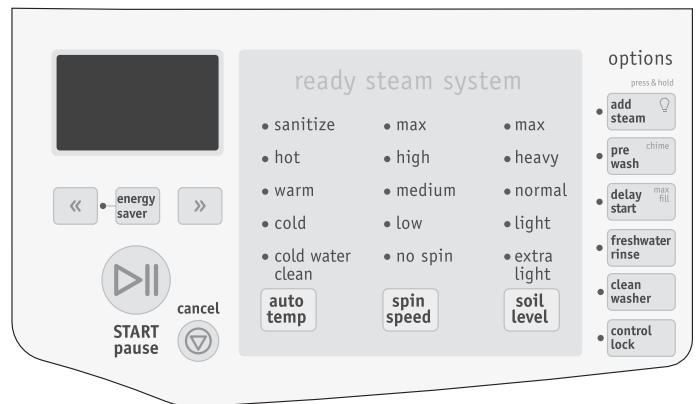 ready steam system
sanitize
hot
warm
cold
cold water
clean
auto
temp
max
high
medium
low
no spin
spin
speed
max
heavy
normal
light
extra
light
soil
level
«
energy
saver
»
START
pause
cancel
options
press & hold
add
steam
pre
wash
chime
delay
start
max
fill
freshwater
rinse
clean
washer
control
lock